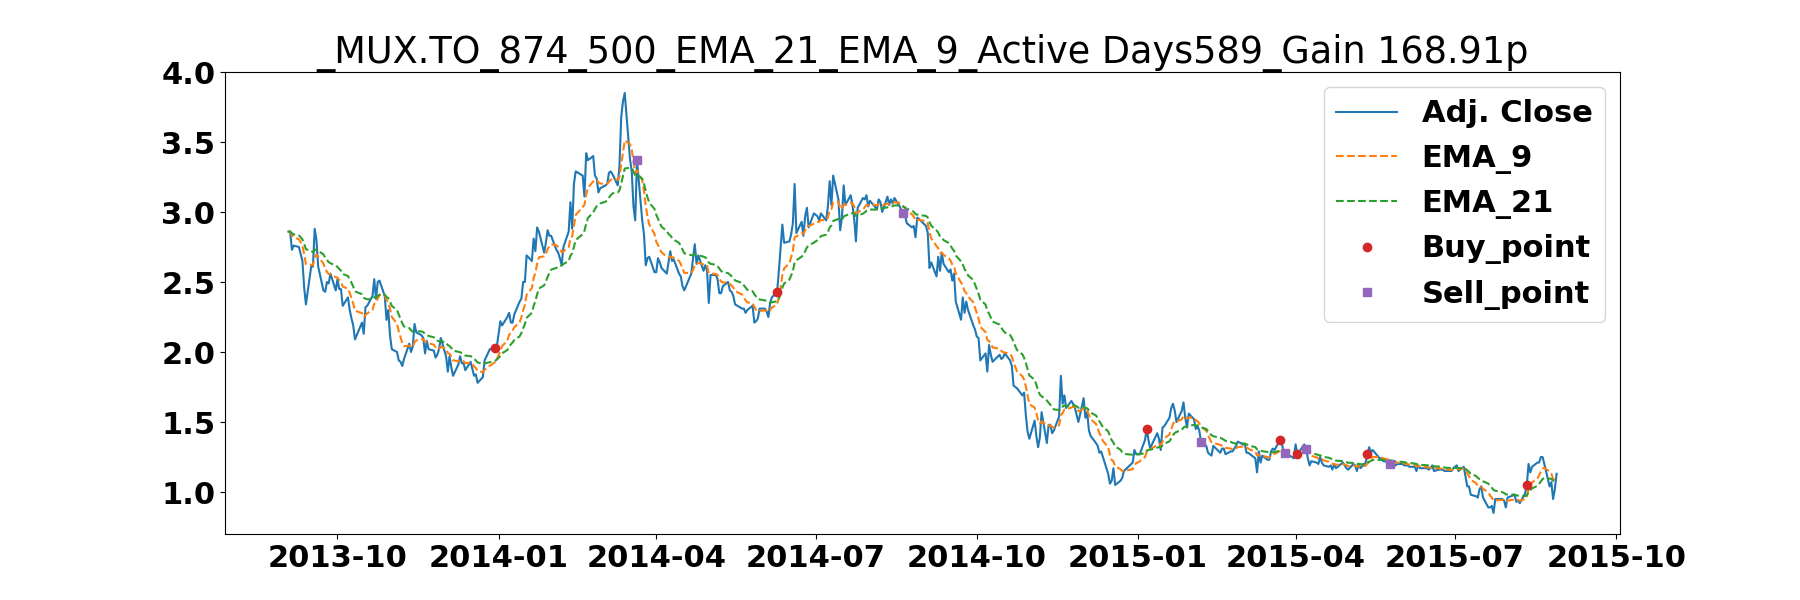 _MUX.TO_874_500_EMA_21_EMA_9_Active Days589_Gain 168.91p
4.0
3.5
3.0
2.5
2.0
1.5
1.0
Adj. Close
EMA_9
EMA_21
Buy_point
Sell_point
2013-10 2014-01 2014-04 2014-07 2014-10 2015-01 2015-04 2015-07 2015-10